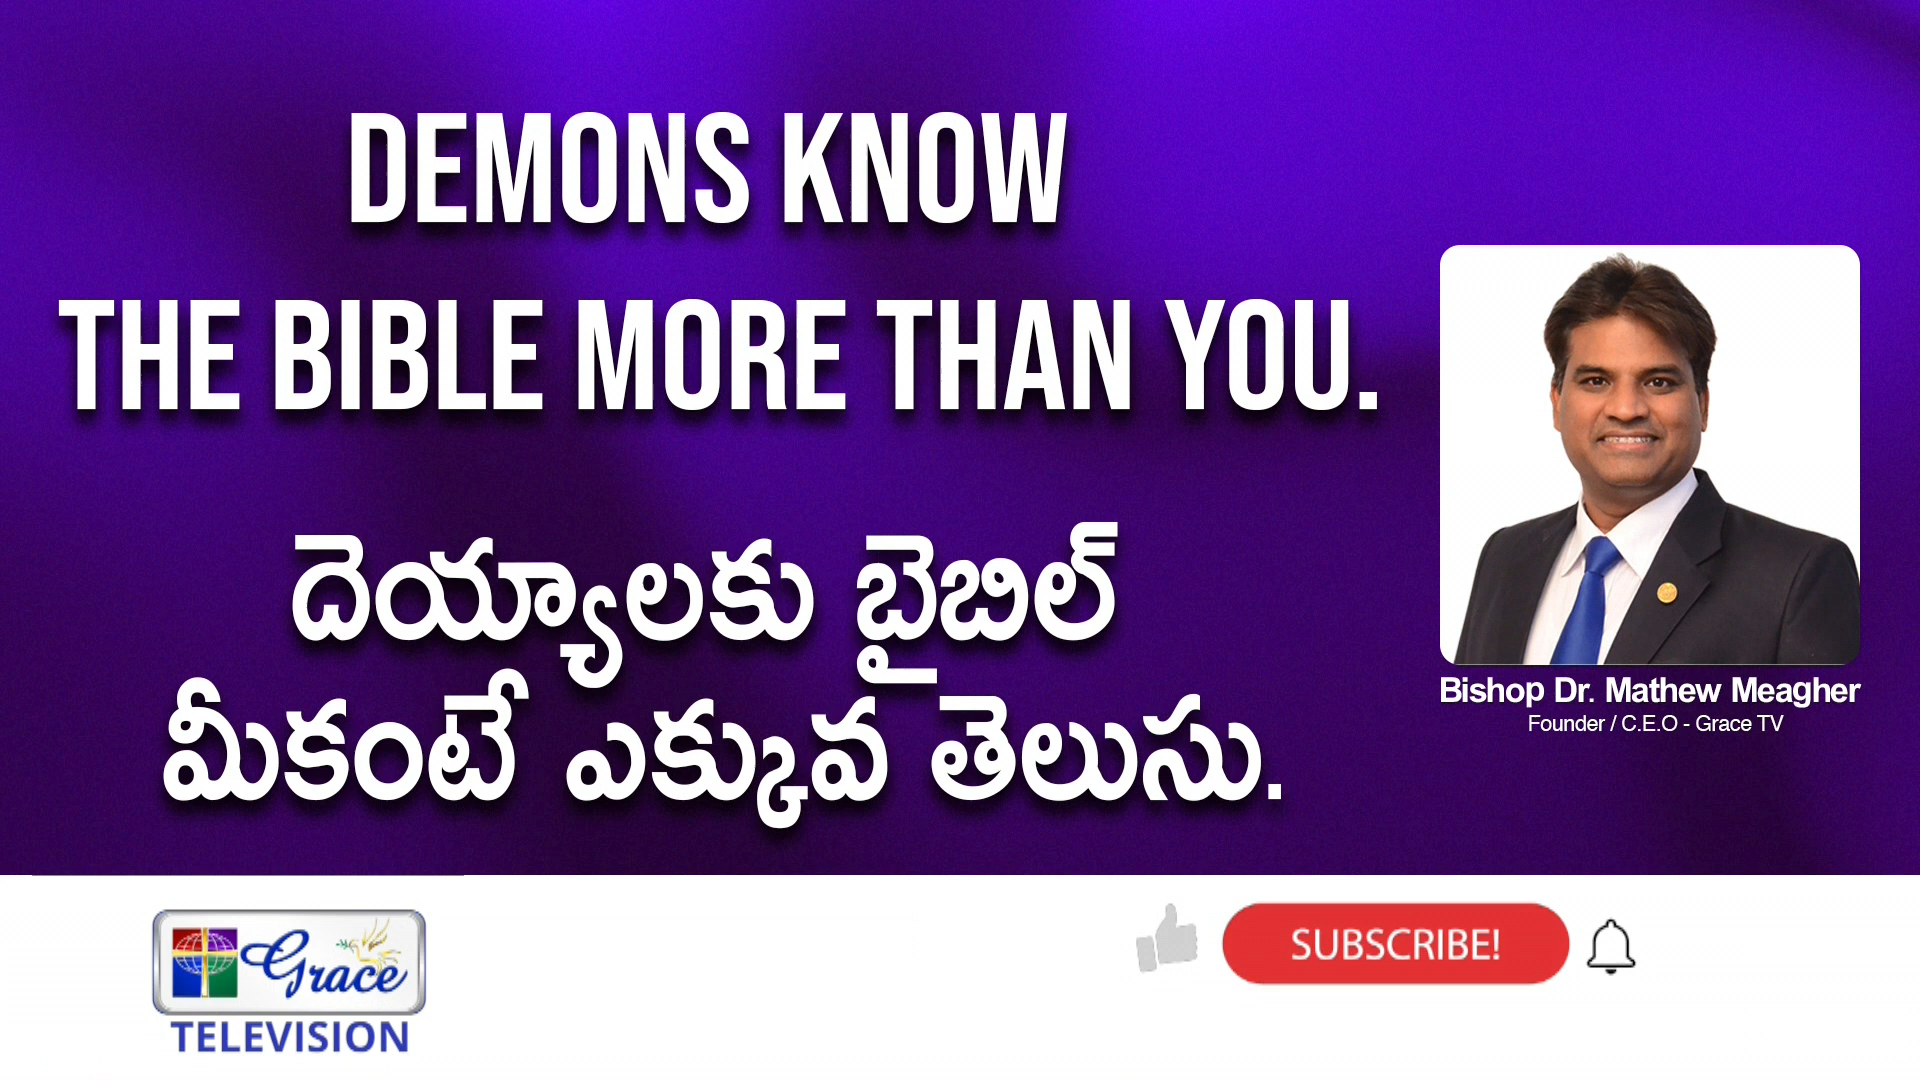 DEMONS KNOW
THE BIBLE MORE THAN YOU.
దెయ్యాలకు బైబిల్
మీకంటే ఎక్కువ తెలుసు.
Bishop Dr. Mathew Meagher
Founder / C.E.O - Grace TV
Grace
TELEVISION
SUBSCRIBE!